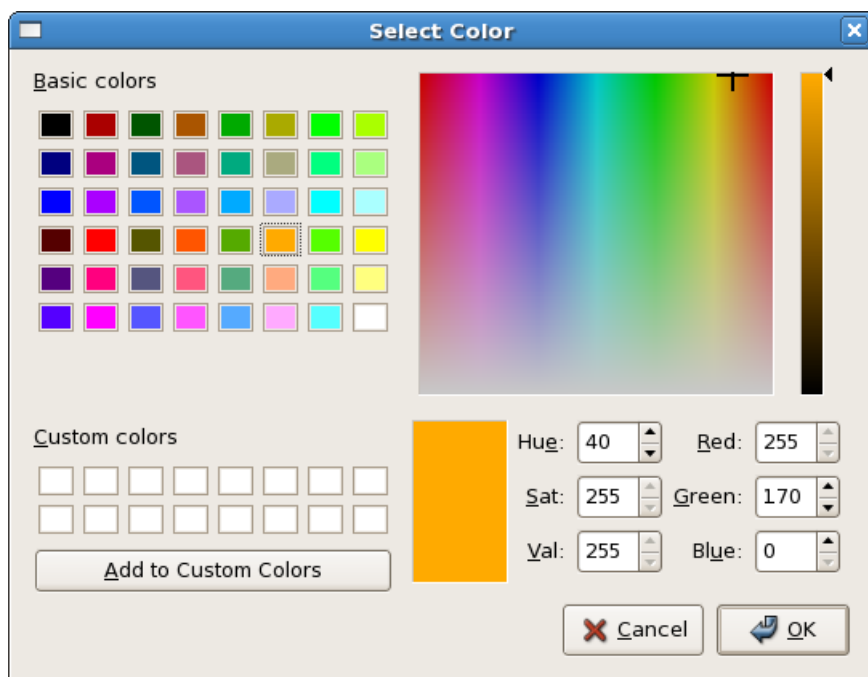 Select Color
Basic colors
Custom colors
Add to Custom Colors
Hue: 40 Red: 255
Sat: 255 Green: 170
Val: 255 Blue: 0
Cancel OK